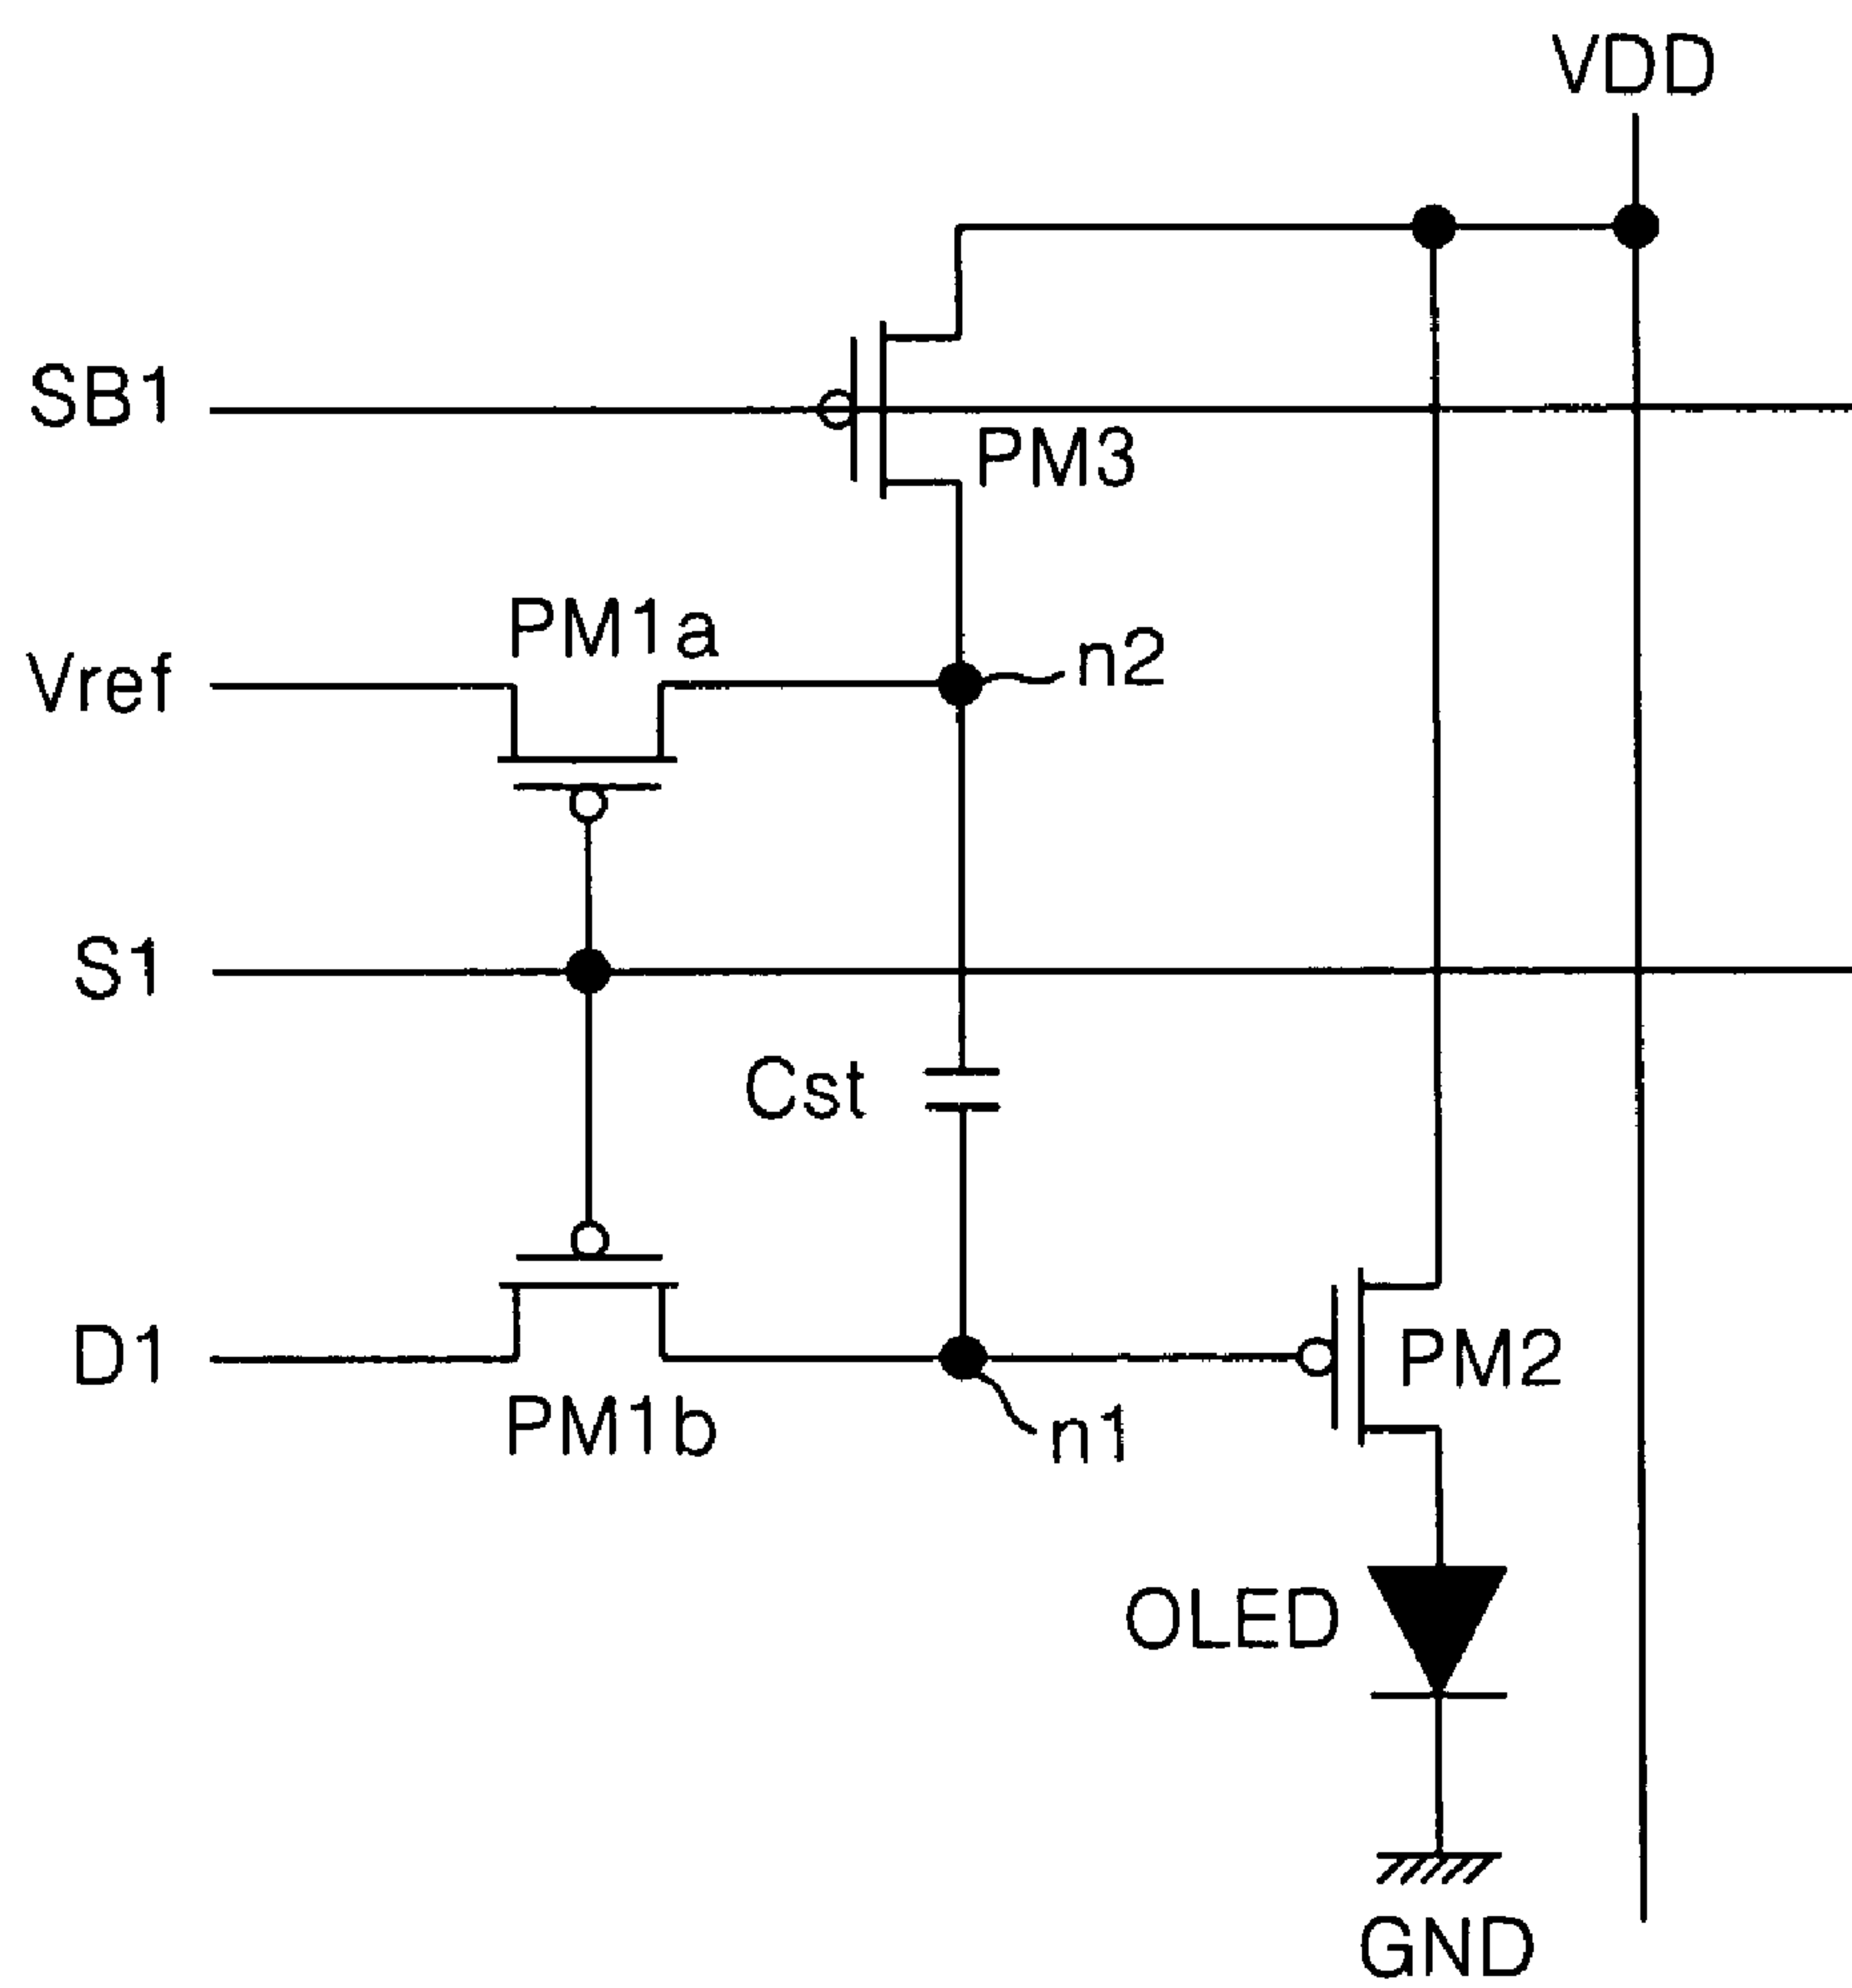 VDD
SB1
PM3
PM1a
Vref
n2
S1
Cst
D1
PM2
PM1b
n1
OLED
GND